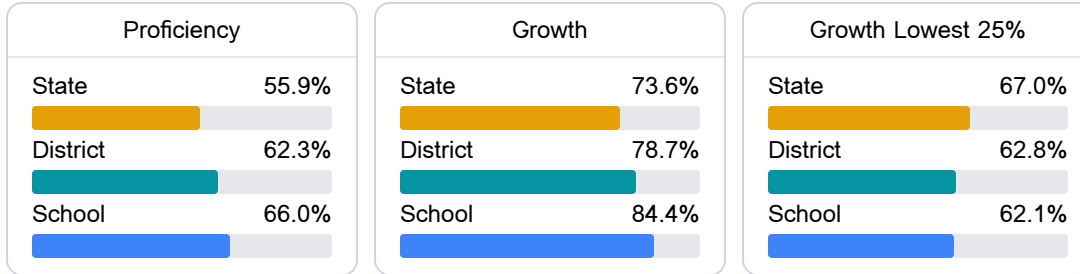 Proficiency
State 55.9%
District 62.3%
School 66.0%
Growth
State 73.6%
District 78.7%
School 84.4%
Growth Lowest 25%
State 67.0%
District 62.8%
School 62.1%